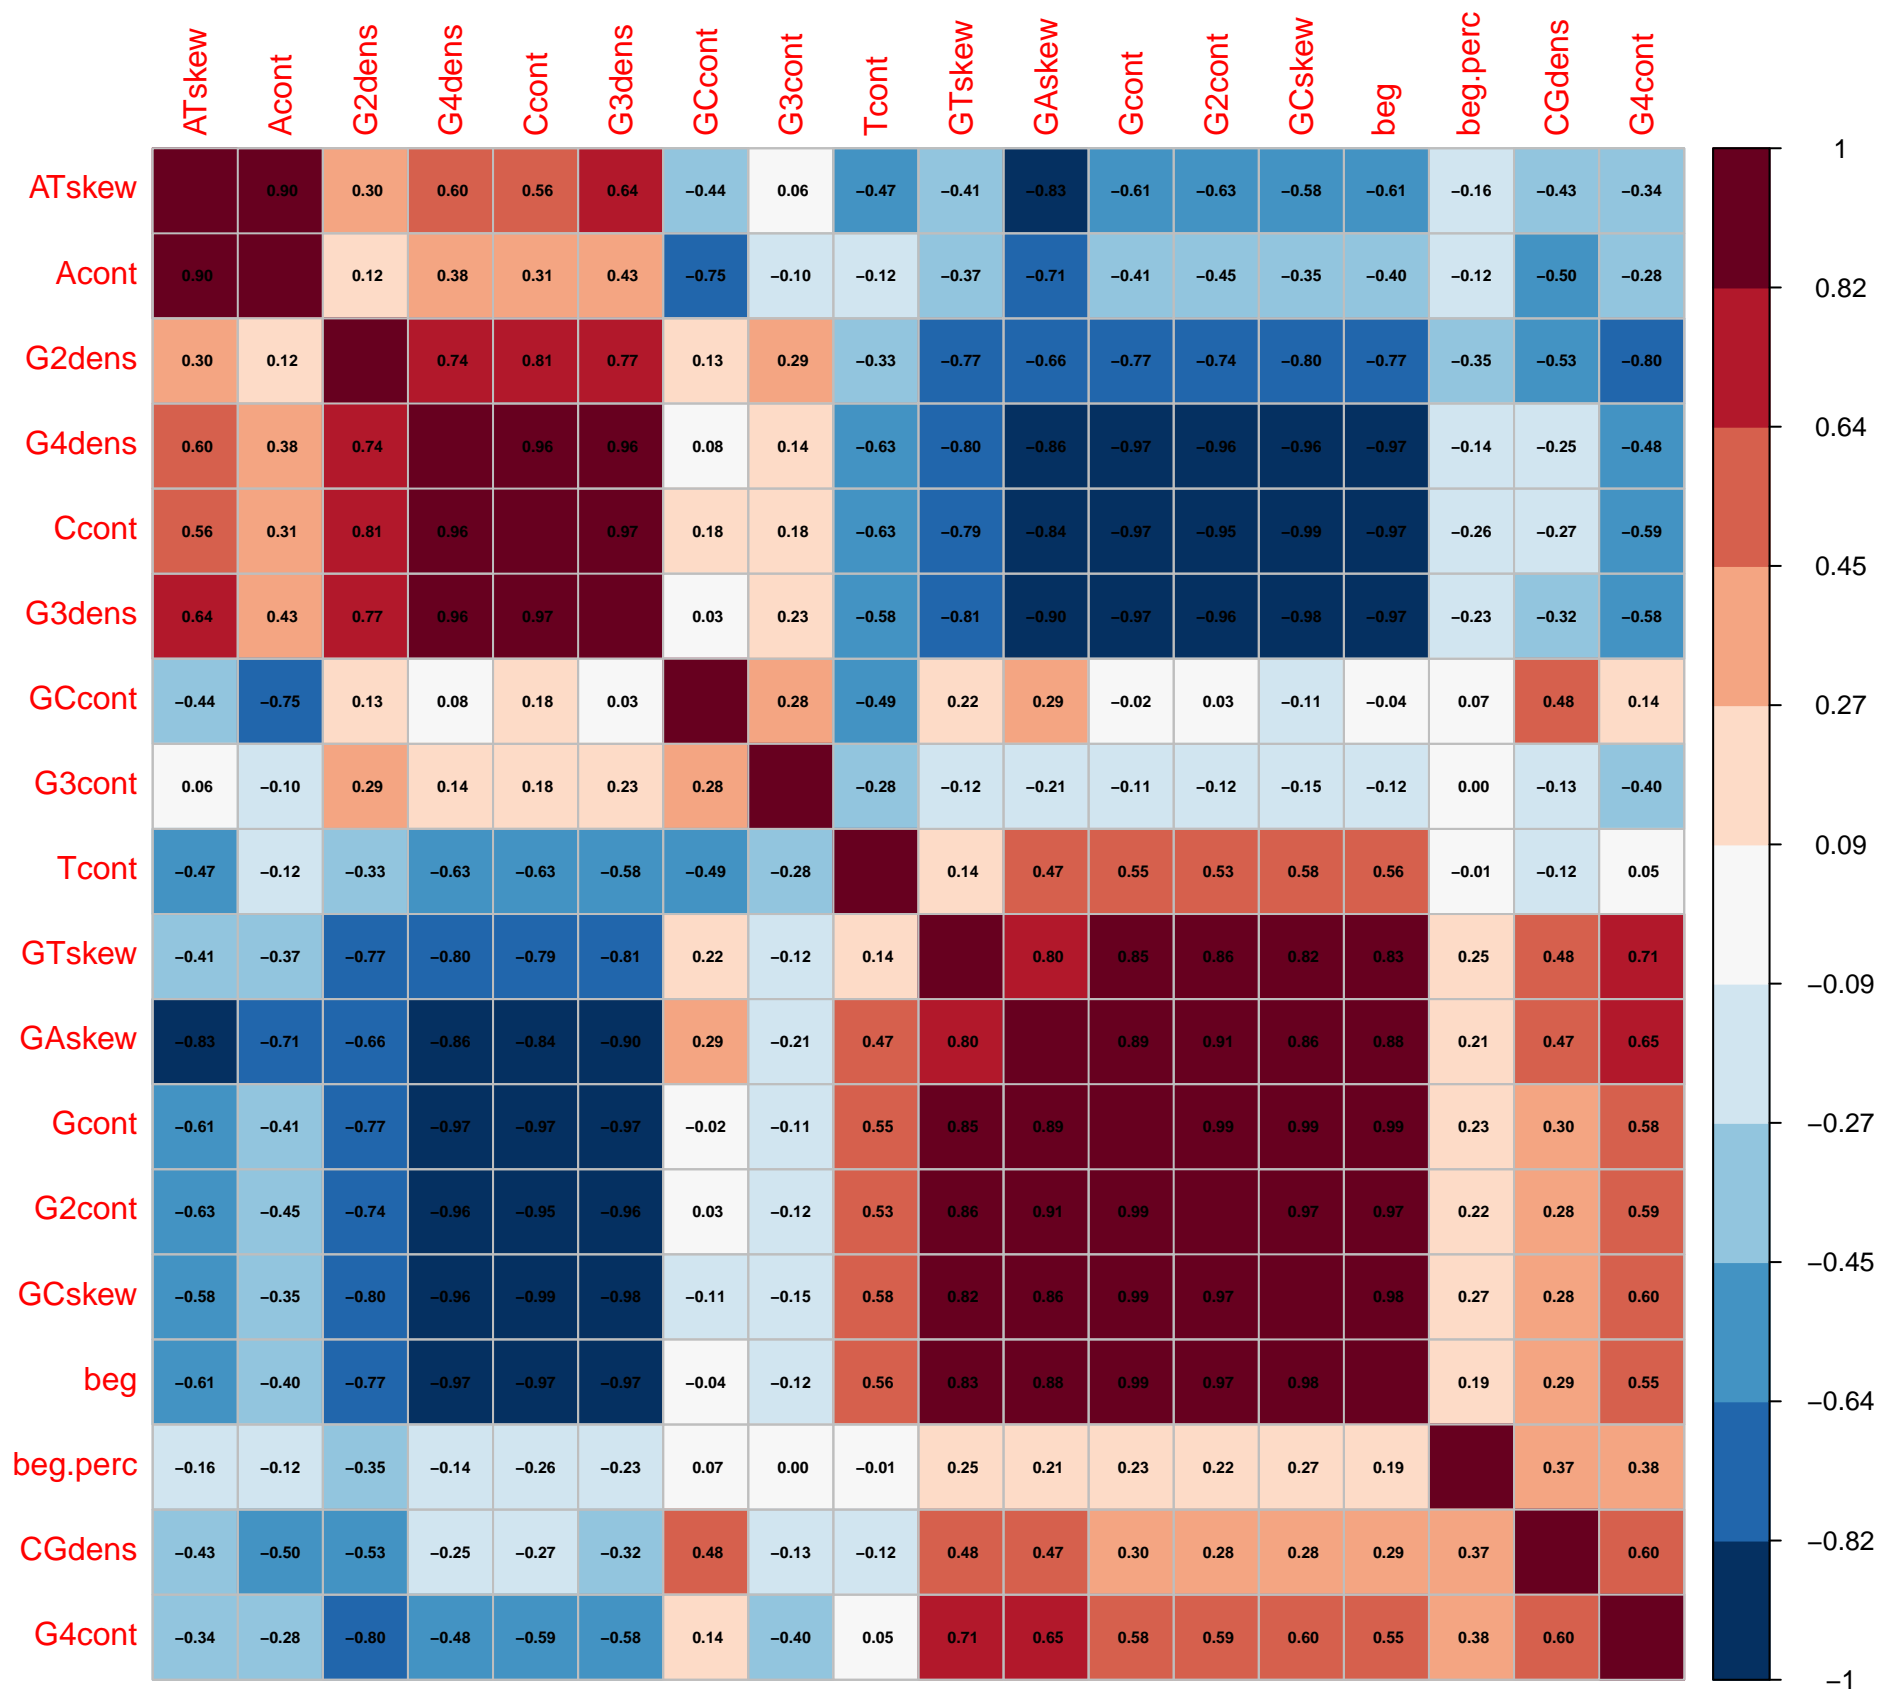 ATskew Acont G2dens G4dens Ccont G3dens GCcont G3cont Tcont GTskew GAskew Gcont G2cont GCskew beg beg.perc CGdens G4cont
ATskew 0.90 0.30 0.60 0.56 0.64 −0.44 0.06 −0.47 −0.41 −0.83 −0.61 −0.63 −0.58 −0.61 −0.16 −0.43 −0.34
Acont 0.90 0.12 0.38 0.31 0.43 −0.75 −0.10 −0.12 −0.37 −0.71 −0.41 −0.45 −0.35 −0.40 −0.12 −0.50 −0.28
G2dens 0.30 0.12 0.74 0.81 0.77 0.13 0.29 −0.33 −0.77 −0.66 −0.77 −0.74 −0.80 −0.77 −0.35 −0.53 −0.80
G4dens 0.60 0.38 0.74 0.96 0.96 0.08 0.14 −0.63 −0.80 −0.86 −0.97 −0.96 −0.96 −0.97 −0.14 −0.25 −0.48
Ccont 0.56 0.31 0.81 0.96 0.97 0.18 0.18 −0.63 −0.79 −0.84 −0.97 −0.95 −0.99 −0.97 −0.26 −0.27 −0.59
G3dens 0.64 0.43 0.77 0.96 0.97 0.03 0.23 −0.58 −0.81 −0.90 −0.97 −0.96 −0.98 −0.97 −0.23 −0.32 −0.58
GCcont −0.44 −0.75 0.13 0.08 0.18 0.03 0.28 −0.49 0.22 0.29 −0.02 0.03 −0.11 −0.04 0.07 0.48 0.14
G3cont 0.06 −0.10 0.29 0.14 0.18 0.23 0.28 −0.28 −0.12 −0.21 −0.11 −0.12 −0.15 −0.12 0.00 −0.13 −0.40
Tcont −0.47 −0.12 −0.33 −0.63 −0.63 −0.58 −0.49 −0.28 0.14 0.47 0.55 0.53 0.58 0.56 −0.01 −0.12 0.05
GTskew −0.41 −0.37 −0.77 −0.80 −0.79 −0.81 0.22 −0.12 0.14 0.80 0.85 0.86 0.82 0.83 0.25 0.48 0.71
GAskew −0.83 −0.71 −0.66 −0.86 −0.84 −0.90 0.29 −0.21 0.47 0.80 0.89 0.91 0.86 0.88 0.21 0.47 0.65
Gcont −0.61 −0.41 −0.77 −0.97 −0.97 −0.97 −0.02 −0.11 0.55 0.85 0.89 0.99 0.99 0.99 0.23 0.30 0.58
G2cont −0.63 −0.45 −0.74 −0.96 −0.95 −0.96 0.03 −0.12 0.53 0.86 0.91 0.99 0.97 0.97 0.22 0.28 0.59
GCskew −0.58 −0.35 −0.80 −0.96 −0.99 −0.98 −0.11 −0.15 0.58 0.82 0.86 0.99 0.97 0.98 0.27 0.28 0.60
beg −0.61 −0.40 −0.77 −0.97 −0.97 −0.97 −0.04 −0.12 0.56 0.83 0.88 0.99 0.97 0.98 0.19 0.29 0.55
beg.perc −0.16 −0.12 −0.35 −0.14 −0.26 −0.23 0.07 0.00 −0.01 0.25 0.21 0.23 0.22 0.27 0.19 0.37 0.38
CGdens −0.43 −0.50 −0.53 −0.25 −0.27 −0.32 0.48 −0.13 −0.12 0.48 0.47 0.30 0.28 0.28 0.29 0.37 0.60
G4cont −0.34 −0.28 −0.80 −0.48 −0.59 −0.58 0.14 −0.40 0.05 0.71 0.65 0.58 0.59 0.60 0.55 0.38 0.60
1
0.82
0.64
0.45
0.27
0.09
−0.09
−0.27
−0.45
−0.64
−0.82
−1